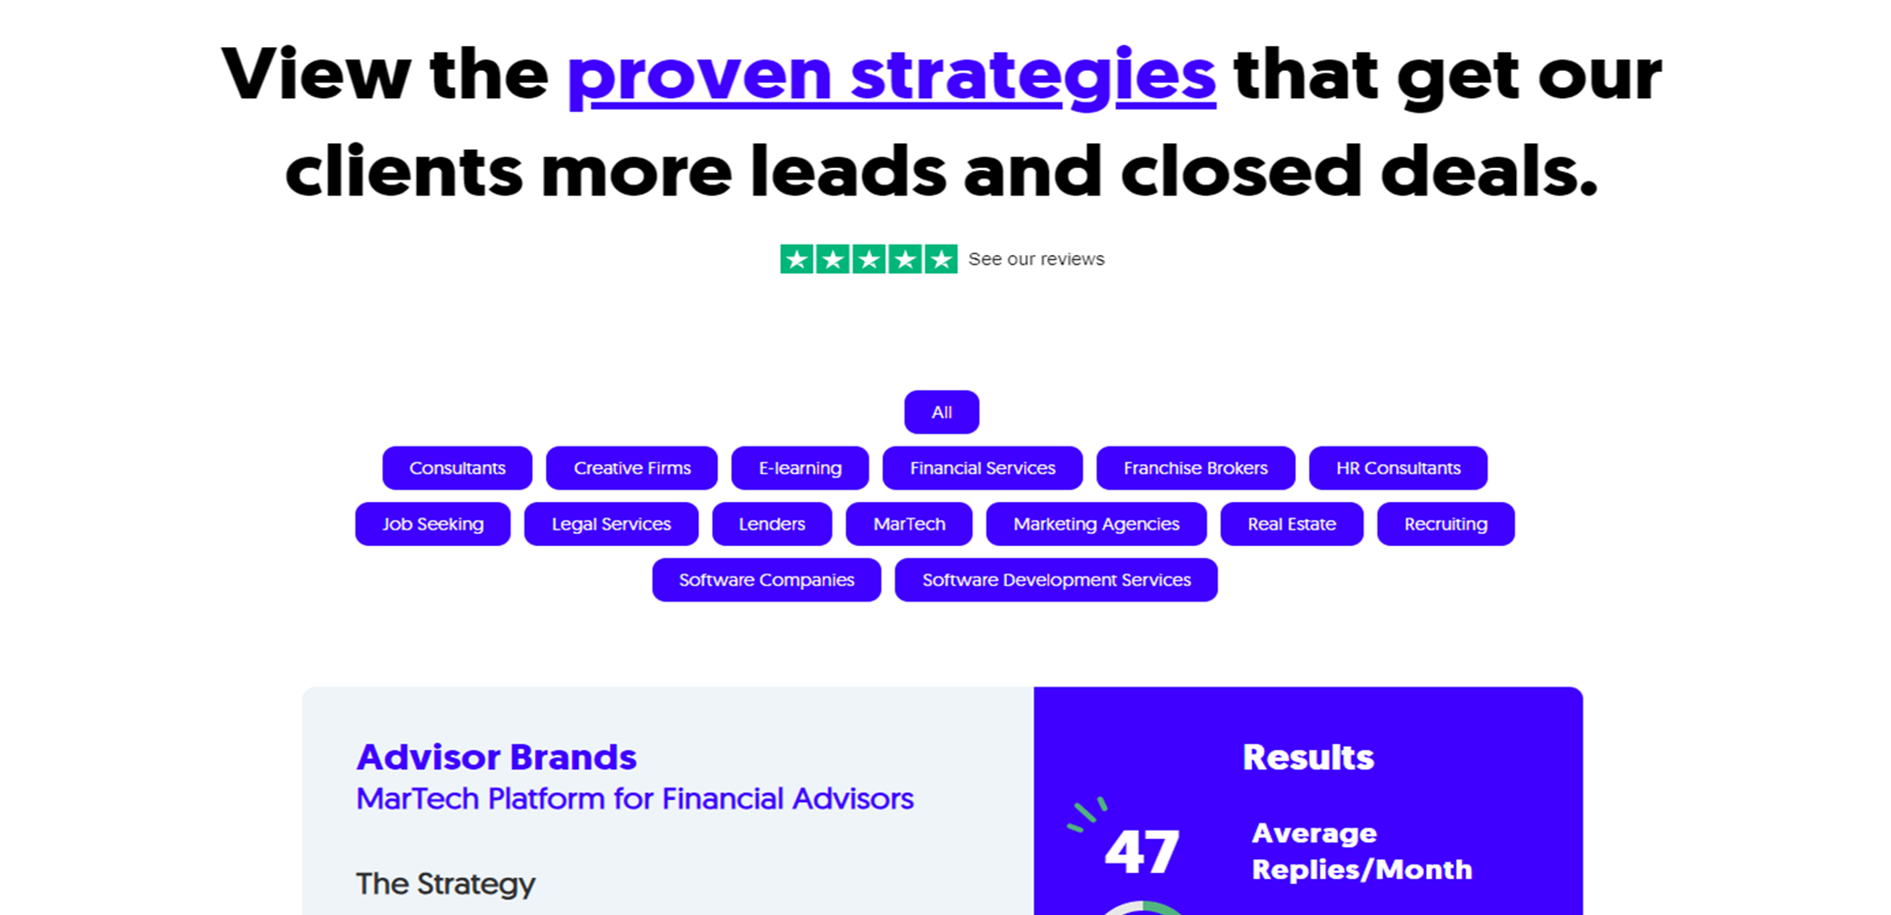 View the proven strategies that get our
clients more leads and closed deals.
See our reviews
All
Consultants Creative Firms E-learning Financial Services Franchise Brokers HR Consultants
Job Seeking Legal Services Lenders MarTech Marketing Agencies Real Estate Recruiting
Software Companies Software Development Services
Advisor Brands
MarTech Platform for Financial Advisors
The Strategy
Results
47
Average
Replies/Month